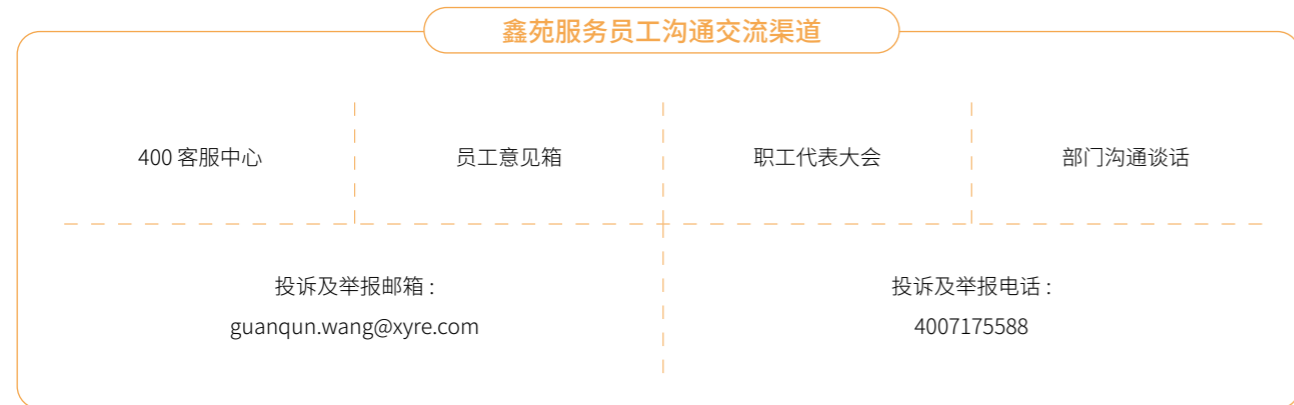 鑫苑服务员工沟通交流渠道
400 客服中心
员工意见箱
职工代表大会
部门沟通谈话
投诉及举报邮箱 :
guanqun.wang@xyre.com
投诉及举报电话 :
4007175588